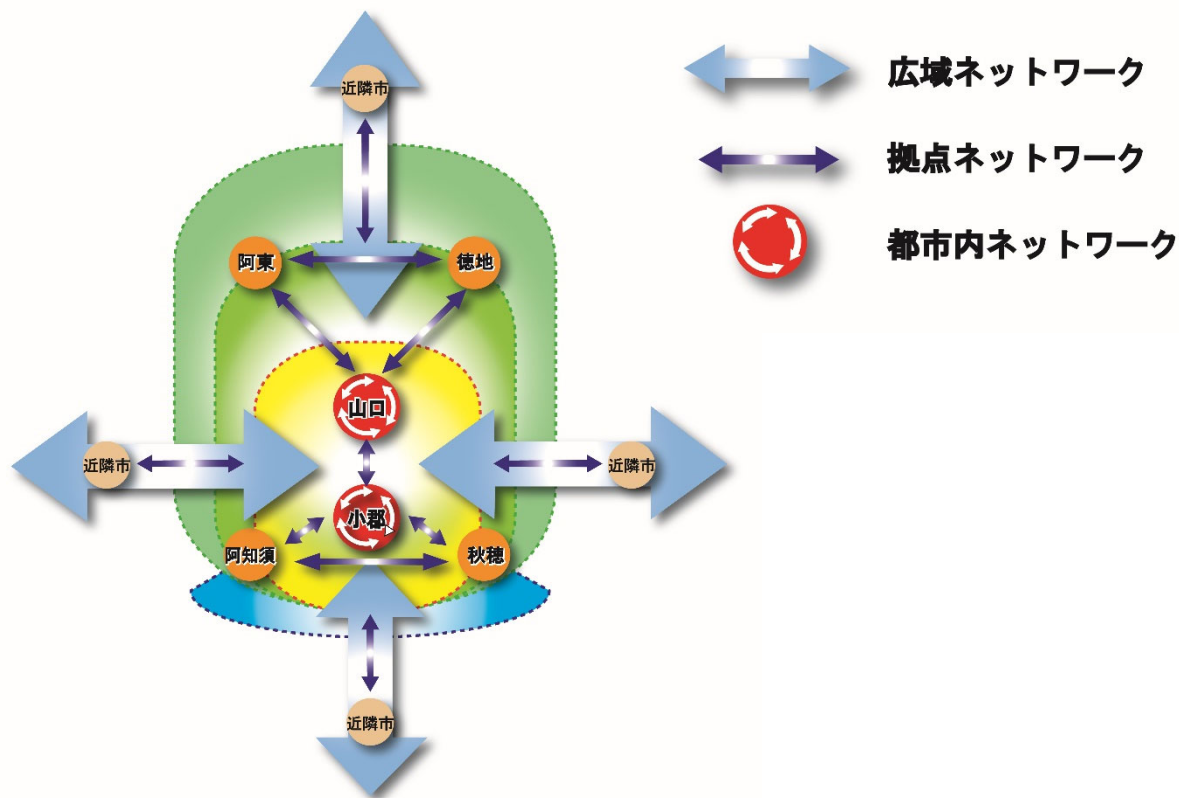 近隣市
広域ネットワーク
拠点ネットワーク
都市内ネットワーク
阿東
徳地
山口
近隣市
近隣市
小郡
阿知須
秋穂
近隣市